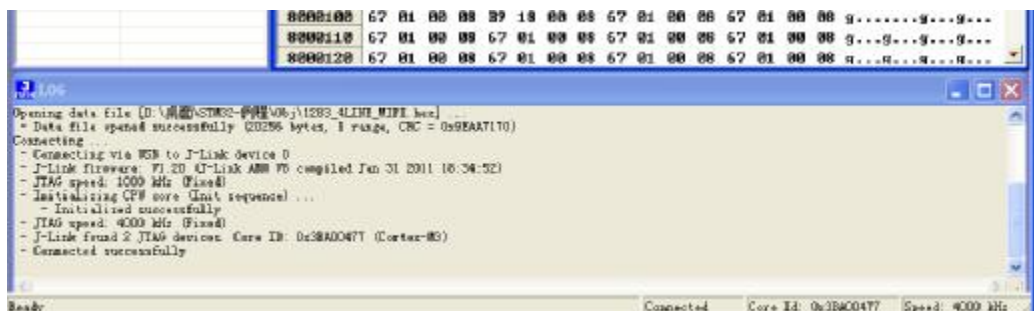 8000100 67 01 00 08 B9 18 00 08 67 01 00 08 67 01 00 08 g.......g...g...
8000110 67 01 00 08 67 01 00 08 67 01 00 08 67 01 00 08 g...g...g...g...
8000120 67 01 00 08 67 01 00 08 67 01 00 08 67 01 00 08 g...g...g...g...
LOG
Opening data file [D:\桌面\STM32-例程\Obj\1283_4LINE_WIRE.hex] ...
- Data file opened successfully (20256 bytes, 1 range, CRC = 0x9EAA7170)
Connecting ...
- Connecting via USB to J-Link device 0
- J-Link firmware: V1.20 (J-Link ARM V8 compiled Jan 31 2011 18:34:52)
- JTAG speed: 1000 kHz (Fixed)
- Initializing CPU core (Init sequence) ...
- Initialized successfully
- JTAG speed: 4000 kHz (Fixed)
- J-Link found 2 JTAG devices. Core ID: 0x3BA00477 (Cortex-M3)
- Connected successfully
Ready
Connected
Core Id: 0x3BA00477
Speed: 4000 kHz